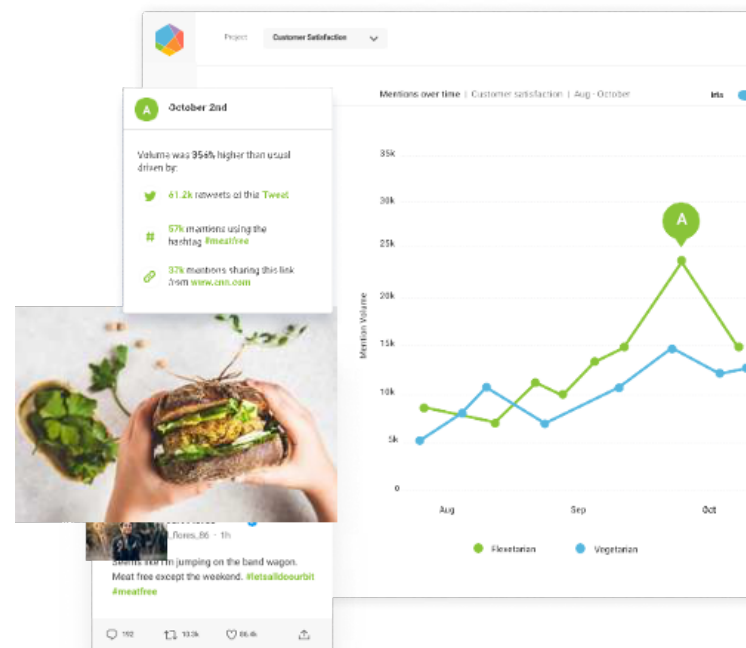 Project Customer Satisfaction
Mentions over time | Customer satisfaction | Aug - October
Iris
A
October 2nd
Volume was 356% higher than usual
driven by:
61.2k retweets of this Tweet
# 57k mentions using the
hashtag #meatfree
37k mentions sharing this link
from www.cnn.com
Mention Volume
35k
30k
25k
20k
15k
10k
5k
0
A
Aug Sep Oct
Flexetarian Vegetarian
_flores_86 · 1h
Seems like I'm jumping on the band wagon.
Meat free except the weekend. #letsalldoourbit
#meatfree
192 10.3k 86.4k